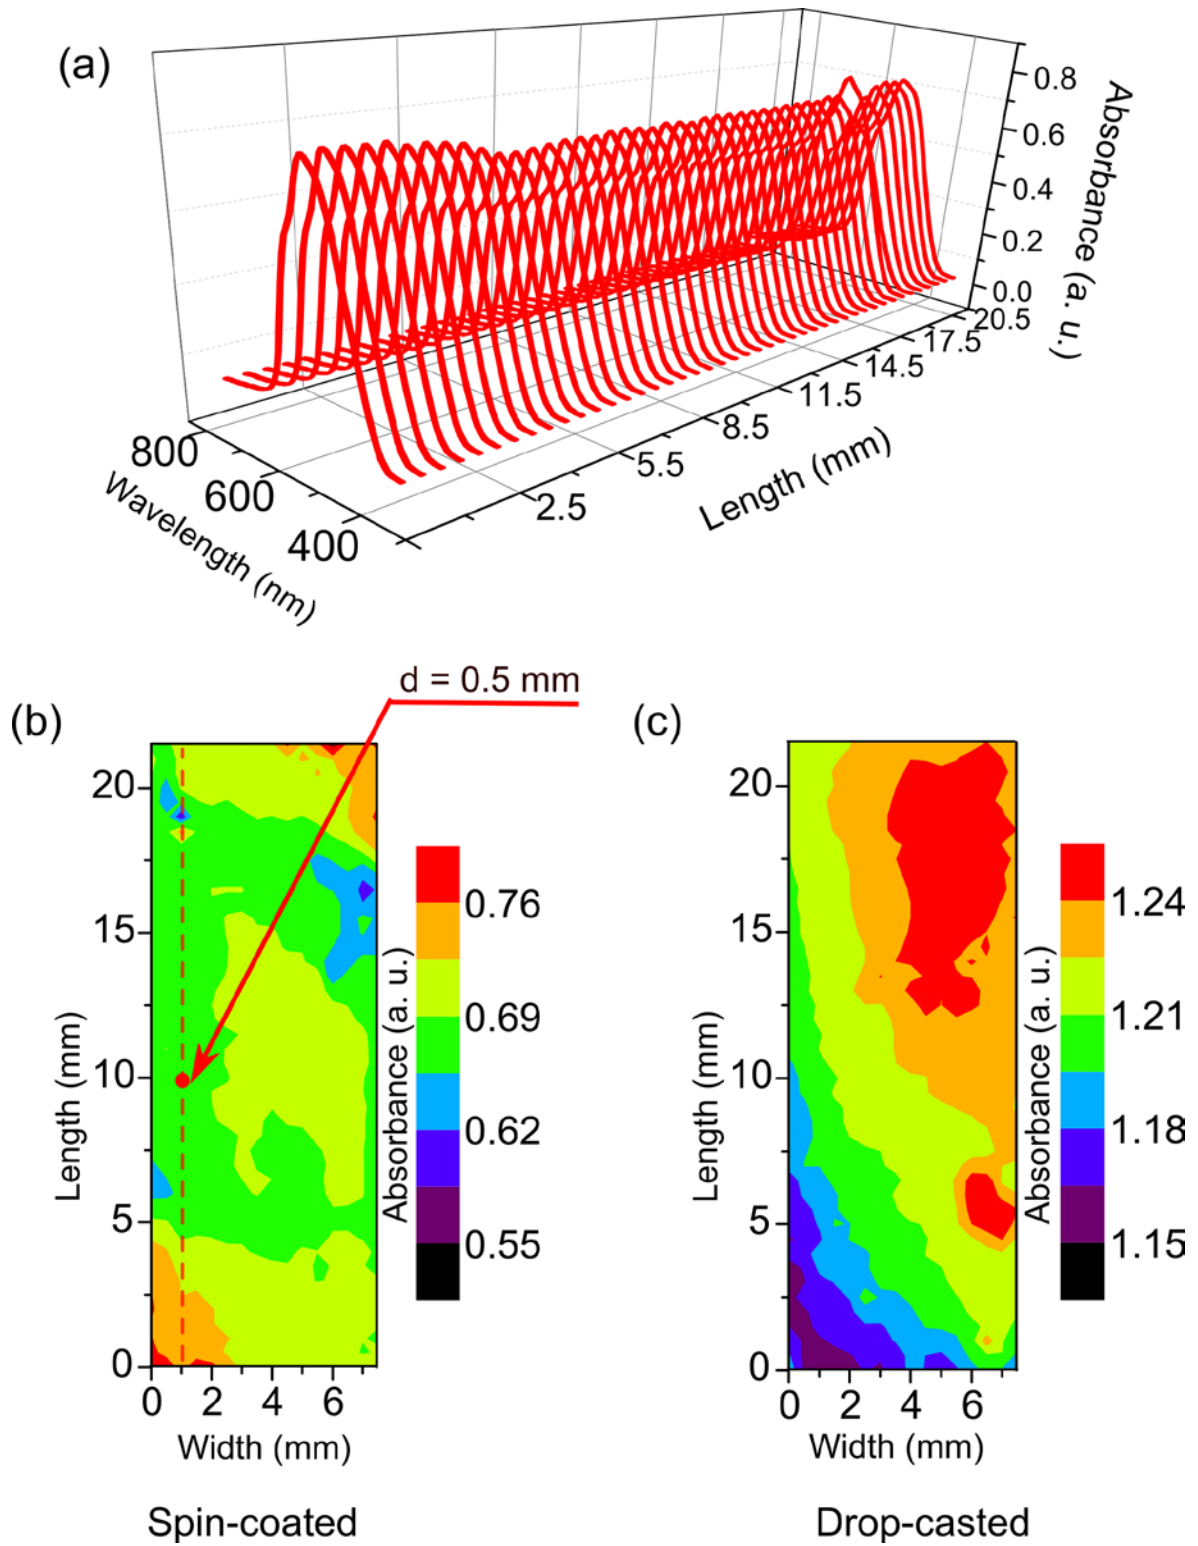 (a)
0.8
0.6
0.4
0.2
0.0
Absorbance (a. u.)
20.5
17.5
14.5
11.5
8.5
5.5
2.5
Length (mm)
800
600
400
Wavelength (nm)
d = 0.5 mm
(b)
20
15
10
5
0
Length (mm)
0 2 4 6
Width (mm)
0.76
0.69
0.62
0.55
Absorbance (a. u.)
Spin-coated
(c)
20
15
10
5
0
Length (mm)
0 2 4 6
Width (mm)
1.24
1.21
1.18
1.15
Absorbance (a. u.)
Drop-casted